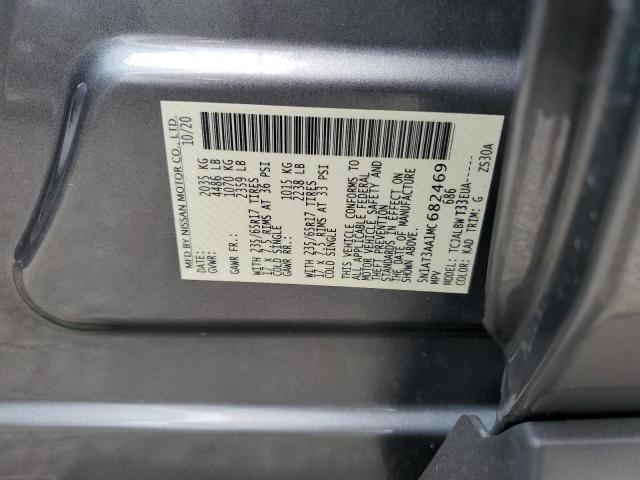 MFD BY NISSAN MOTOR CO., LTD.
10/20
GVWR: 2035 KG
4486 LB
GAWR FR: 1070 KG
2359 LB
WITH 235/65R17 TIRES
17 X 7.5 RIMS AT 36 PSI
COLD SINGLE
GAWR RR: 1015 KG
2238 LB
WITH 235/65R17 TIRES
17 X 7.5 RIMS AT 33 PSI
COLD SINGLE
THIS VEHICLE CONFORMS TO
ALL APPLICABLE FEDERAL
MOTOR VEHICLE SAFETY AND
THEFT PREVENTION
STANDARDS IN EFFECT ON
THE DATE OF MANUFACTURE
SHOWN ABOVE
5N1AT3AA1MC682469
MPV 686
MODEL: TCJALBWT33EUA------
COLOR: KAD TRIM: G ZS30A